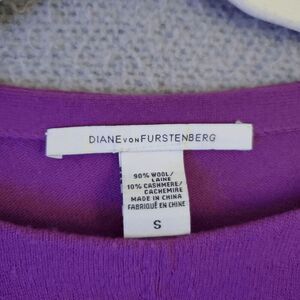 DIANE VON FURSTENBERG
90% WOOL/
LAINE
10% CASHMERE/
CACHEMIRE
MADE IN CHINA
FABRIQUÉ EN CHINE
S